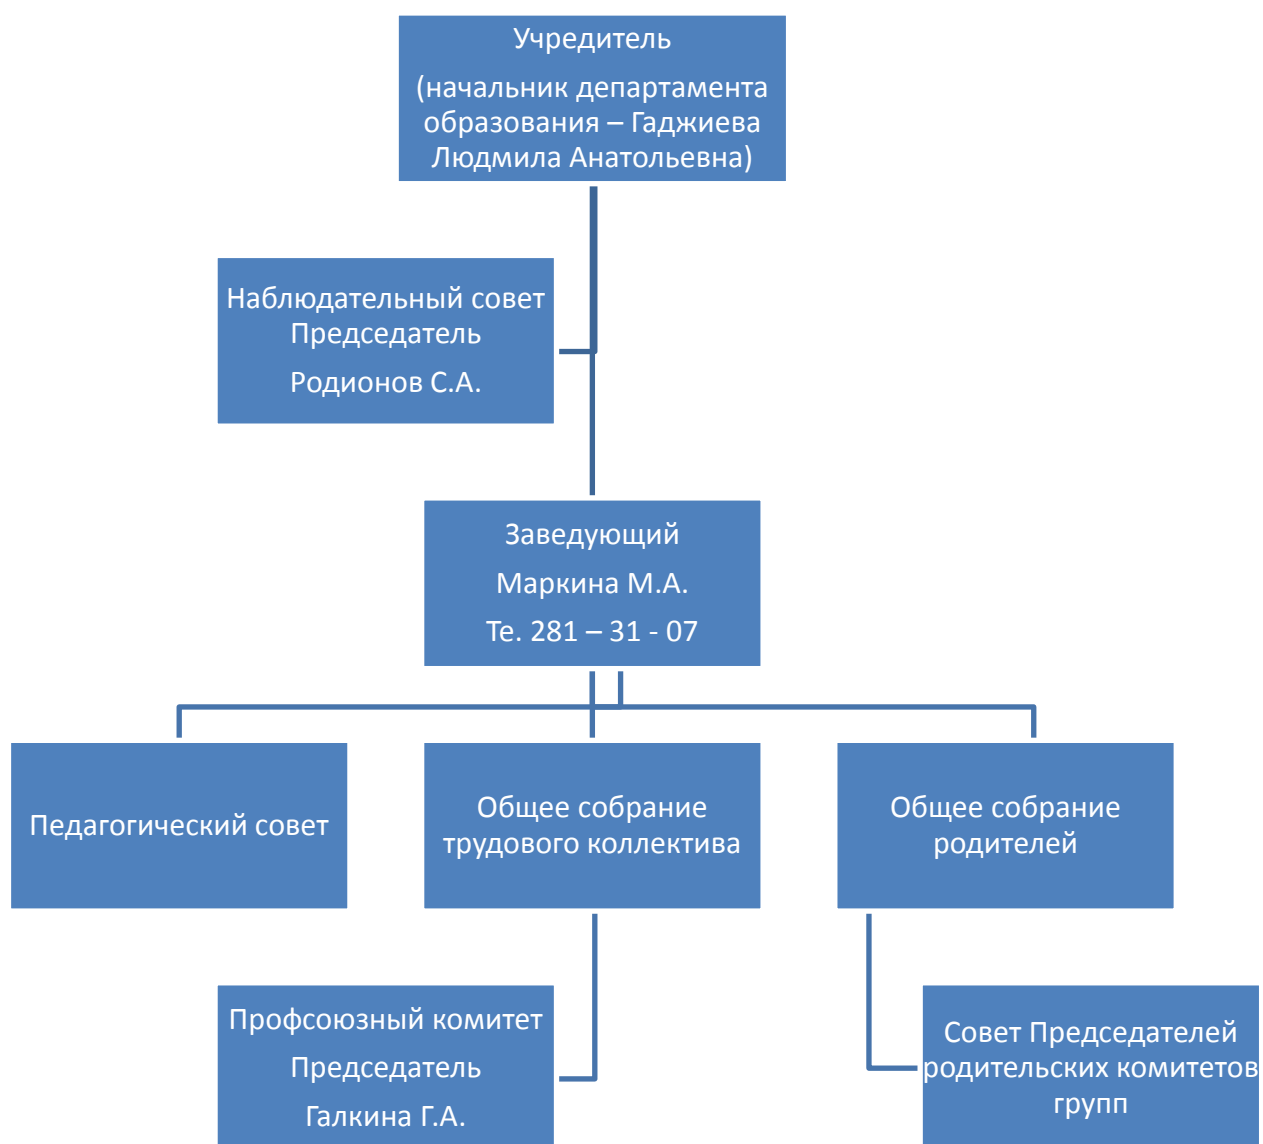 Учредитель
(начальник департамента
образования – Гаджиева
Людмила Анатольевна)
Наблюдательный совет
Председатель
Родионов С.А.
Заведующий
Маркина М.А.
Те. 281 – 31 - 07
Педагогический совет
Общее собрание
трудового коллектива
Общее собрание
родителей
Профсоюзный комитет
Председатель
Галкина Г.А.
Совет Председателей
родительских комитетов
групп